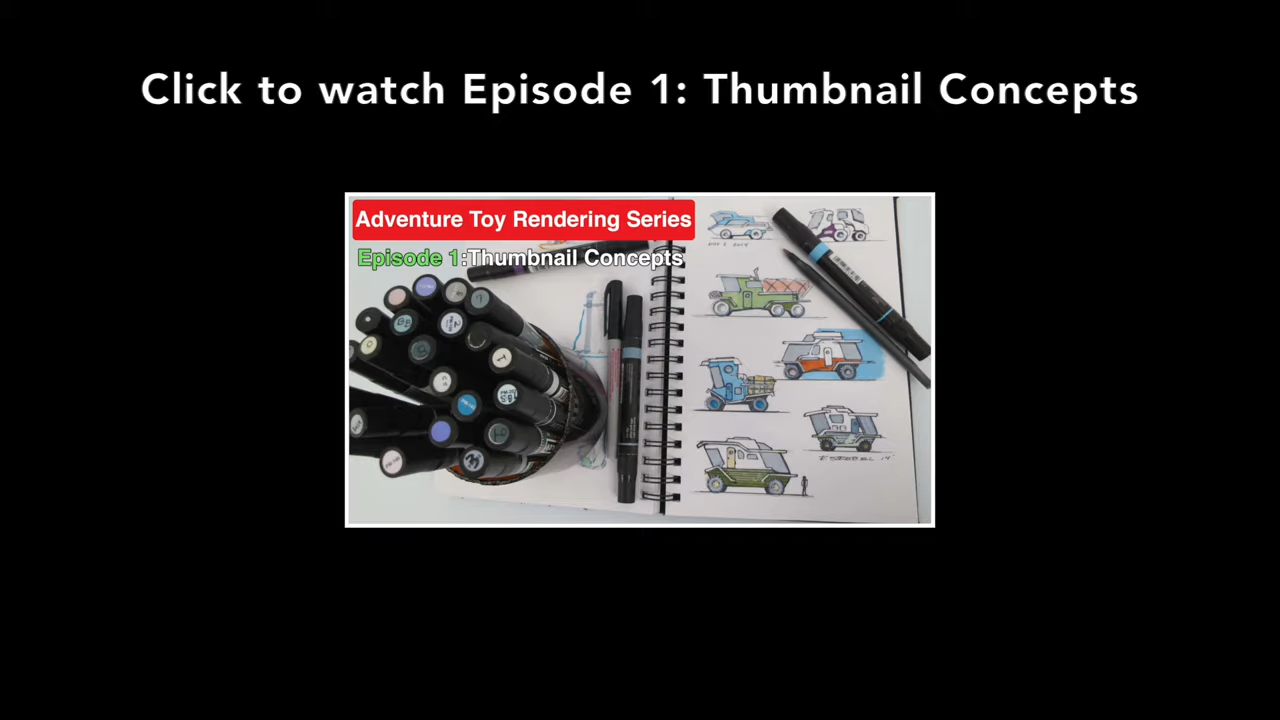 Click to watch Episode 1: Thumbnail Concepts
Adventure Toy Rendering Series
Episode 1:Thumbnail Concepts